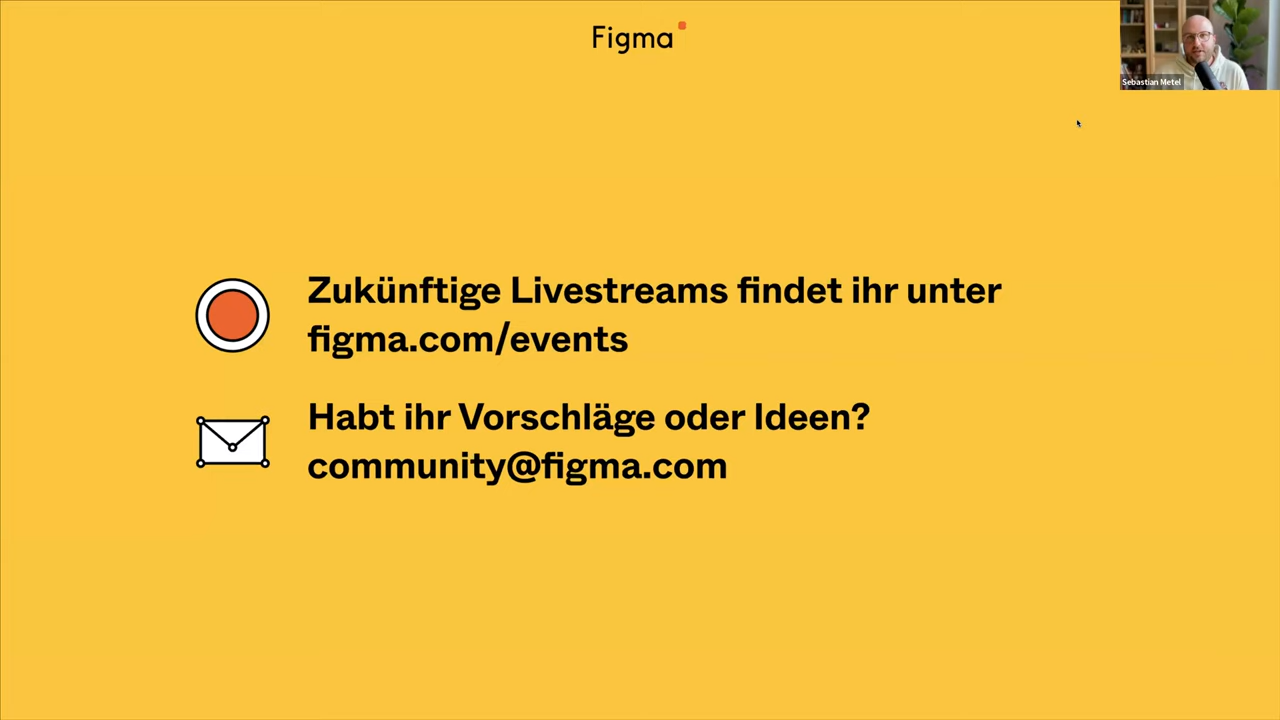 Figma
Sebastian Metel
Zukünftige Livestreams findet ihr unter
figma.com/events
Habt ihr Vorschläge oder Ideen?
community@figma.com